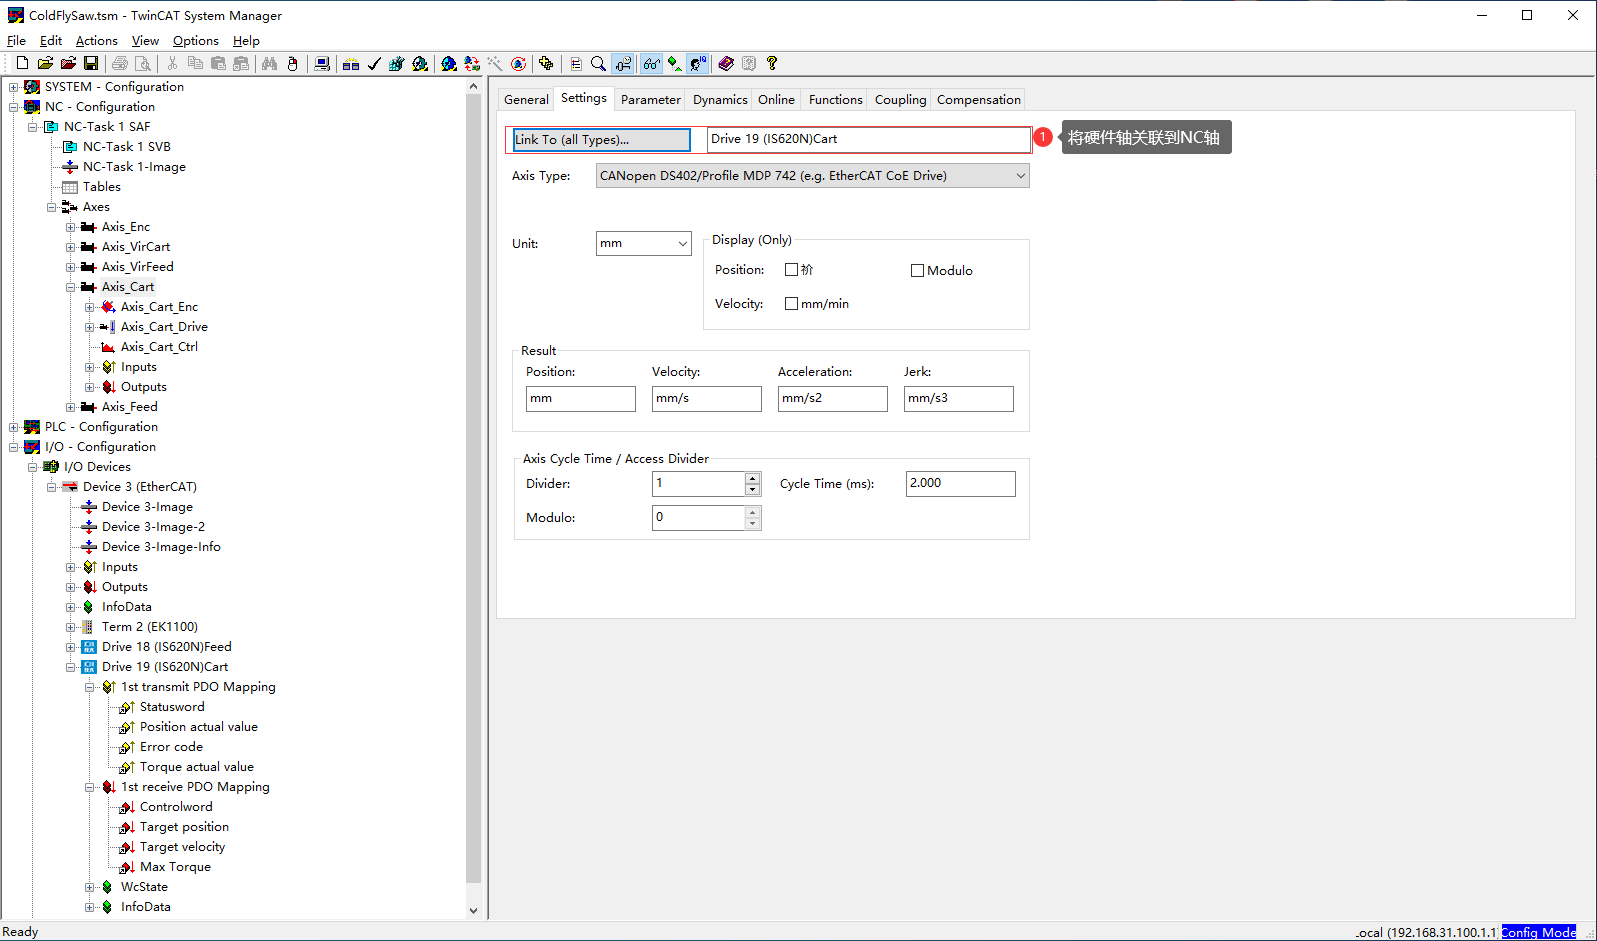 ColdFlySaw.tsm - TwinCAT System Manager
File Edit Actions View Options Help
SYSTEM - Configuration
NC - Configuration
NC-Task 1 SAF
NC-Task 1 SVB
NC-Task 1-Image
Tables
Axes
Axis_Enc
Axis_VirCart
Axis_VirFeed
Axis_Cart
Axis_Cart_Enc
Axis_Cart_Drive
Axis_Cart_Ctrl
Inputs
Outputs
Axis_Feed
PLC - Configuration
I/O - Configuration
I/O Devices
Device 3 (EtherCAT)
Device 3-Image
Device 3-Image-2
Device 3-Image-Info
Inputs
Outputs
InfoData
Term 2 (EK1100)
Drive 18 (IS620N)Feed
Drive 19 (IS620N)Cart
1st transmit PDO Mapping
Statusword
Position actual value
Error code
Torque actual value
1st receive PDO Mapping
Controlword
Target position
Target velocity
Max Torque
WcState
InfoData
General Settings Parameter Dynamics Online Functions Coupling Compensation
Link To (all Types)... Drive 19 (IS620N)Cart 1 将硬件轴关联到NC轴
Axis Type: CANopen DS402/Profile MDP 742 (e.g. EtherCAT CoE Drive)
Unit: mm Display (Only)
Position: 祄 Modulo
Velocity: mm/min
Result
Position: Velocity: Acceleration: Jerk:
mm mm/s mm/s2 mm/s3
Axis Cycle Time / Access Divider
Divider: 1 Cycle Time (ms): 2.000
Modulo: 0
Ready Local (192.168.31.100.1.1) Config Mode